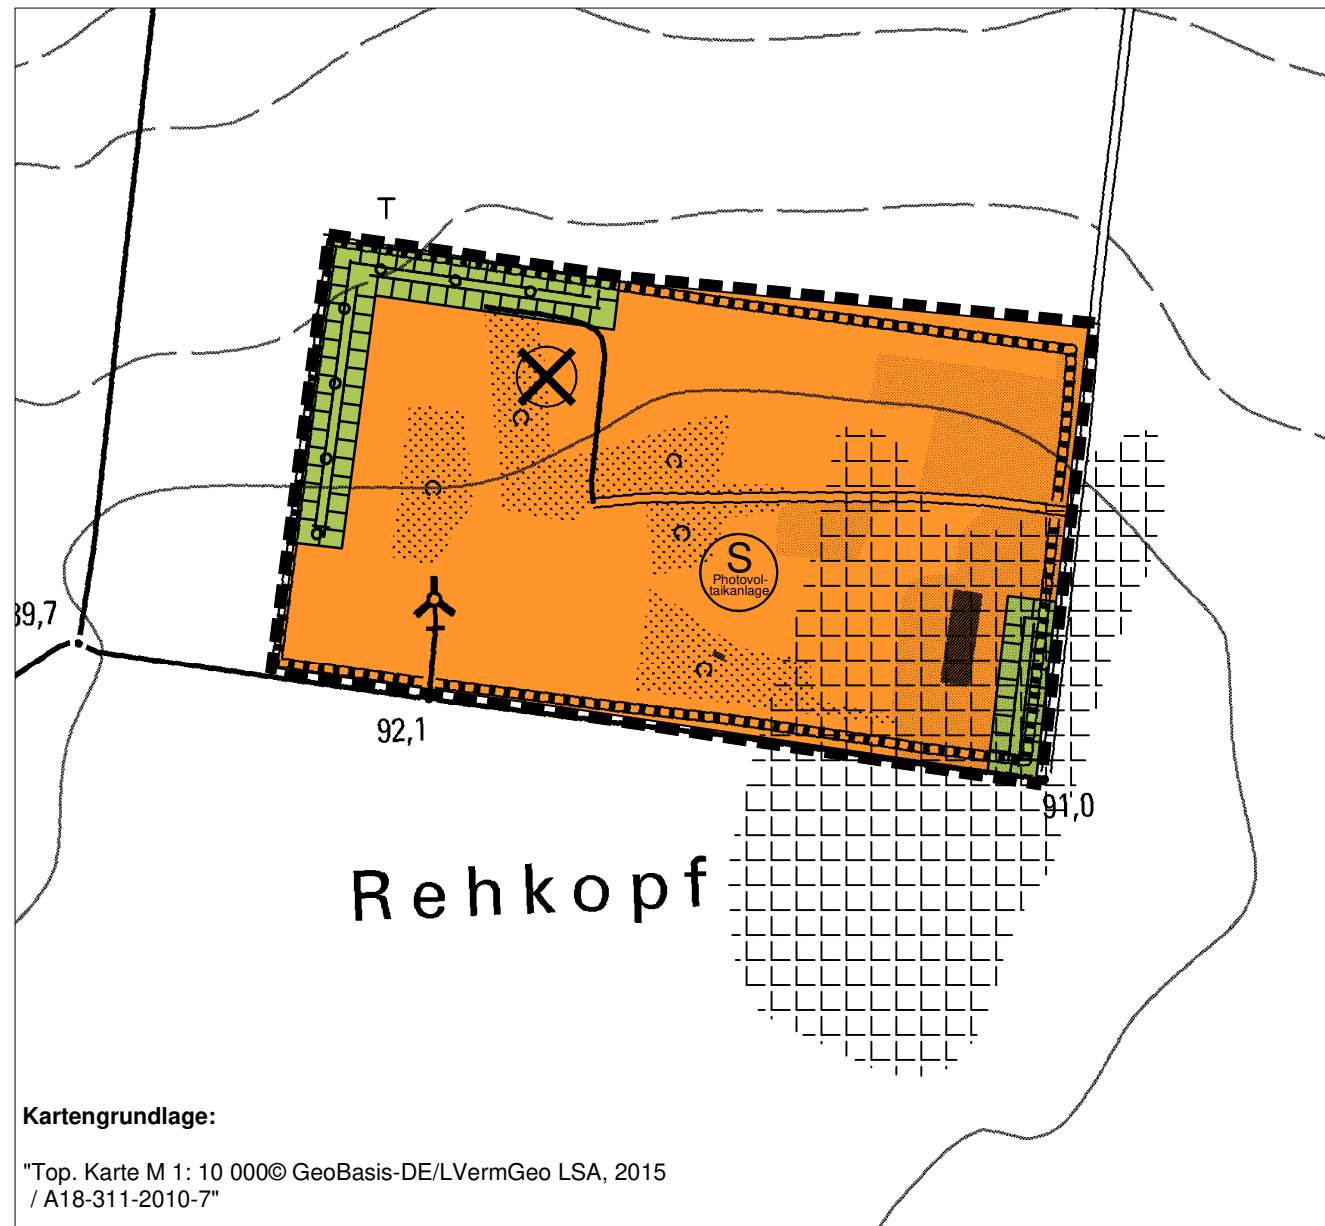 T
S
Photovol-
taikanlage
39,7
92,1
91,0
Rehkopf
Kartengrundlage:
"Top. Karte M 1: 10 000© GeoBasis-DE/LVermGeo LSA, 2015
/ A18-311-2010-7"